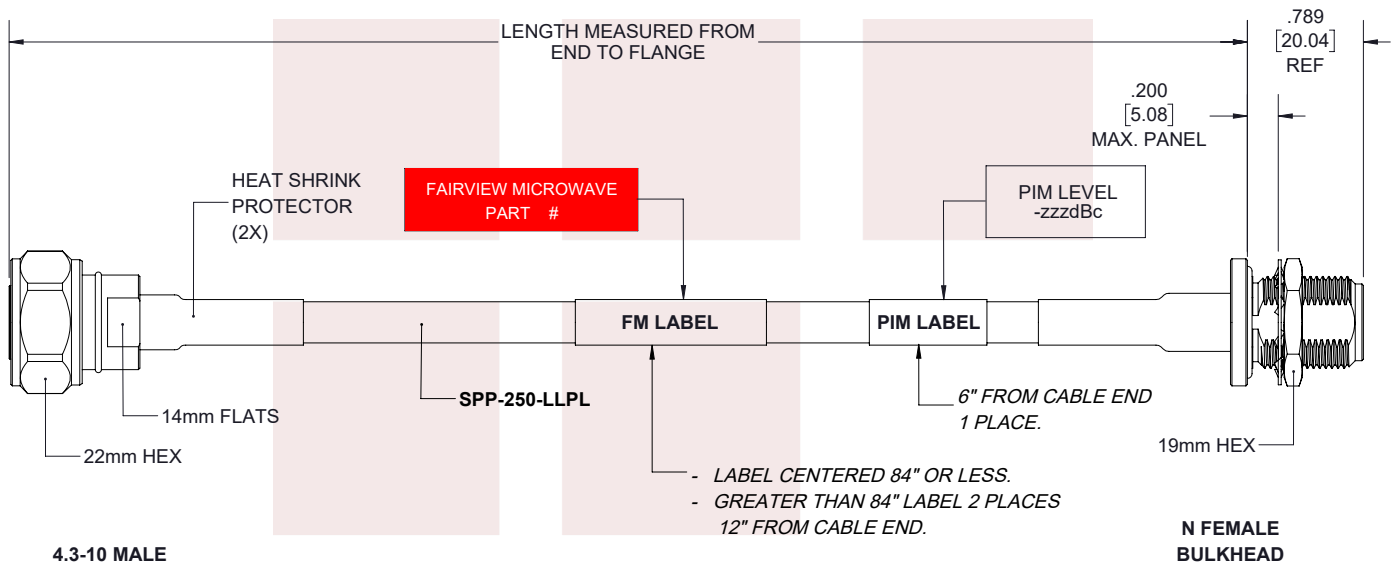 LENGTH MEASURED FROM
END TO FLANGE
.789
[20.04]
REF
.200
[5.08]
MAX. PANEL
HEAT SHRINK
PROTECTOR
(2X)
FAIRVIEW MICROWAVE
PART #
PIM LEVEL
-zzzdBc
FM LABEL
PIM LABEL
14mm FLATS
22mm HEX
SPP-250-LLPL
6" FROM CABLE END
1 PLACE.
19mm HEX
- LABEL CENTERED 84" OR LESS.
- GREATER THAN 84" LABEL 2 PLACES
12" FROM CABLE END.
4.3-10 MALE
N FEMALE
BULKHEAD